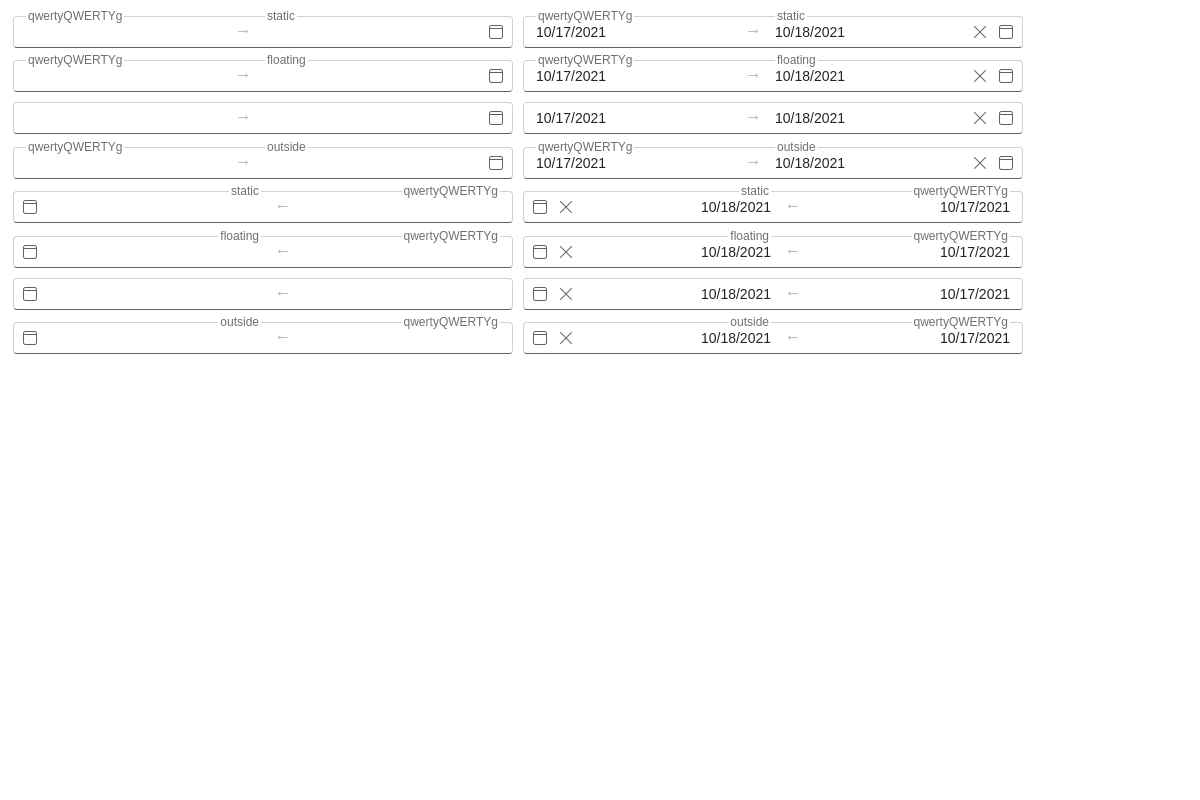 qwertyQWERTYg static qwertyQWERTYg static
→ 10/17/2021 → 10/18/2021
qwertyQWERTYg floating qwertyQWERTYg floating
→ 10/17/2021 → 10/18/2021
→ 10/17/2021 → 10/18/2021
qwertyQWERTYg outside qwertyQWERTYg outside
→ 10/17/2021 → 10/18/2021
static qwertyQWERTYg static qwertyQWERTYg
← 10/18/2021 ← 10/17/2021
floating qwertyQWERTYg floating qwertyQWERTYg
← 10/18/2021 ← 10/17/2021
← 10/18/2021 ← 10/17/2021
outside qwertyQWERTYg outside qwertyQWERTYg
← 10/18/2021 ← 10/17/2021